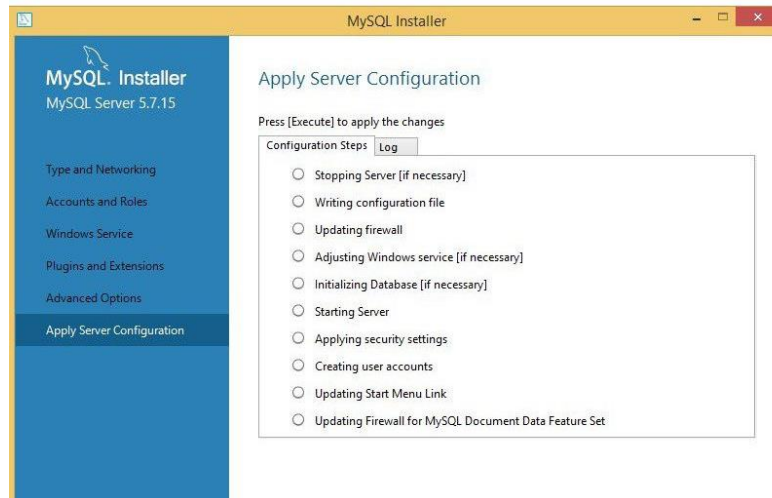 MySQL Installer
MySQL. Installer
MySQL Server 5.7.15
Type and Networking
Accounts and Roles
Windows Service
Plugins and Extensions
Advanced Options
Apply Server Configuration
Apply Server Configuration
Press [Execute] to apply the changes
Configuration Steps Log
Stopping Server [if necessary]
Writing configuration file
Updating firewall
Adjusting Windows service [if necessary]
Initializing Database [if necessary]
Starting Server
Applying security settings
Creating user accounts
Updating Start Menu Link
Updating Firewall for MySQL Document Data Feature Set